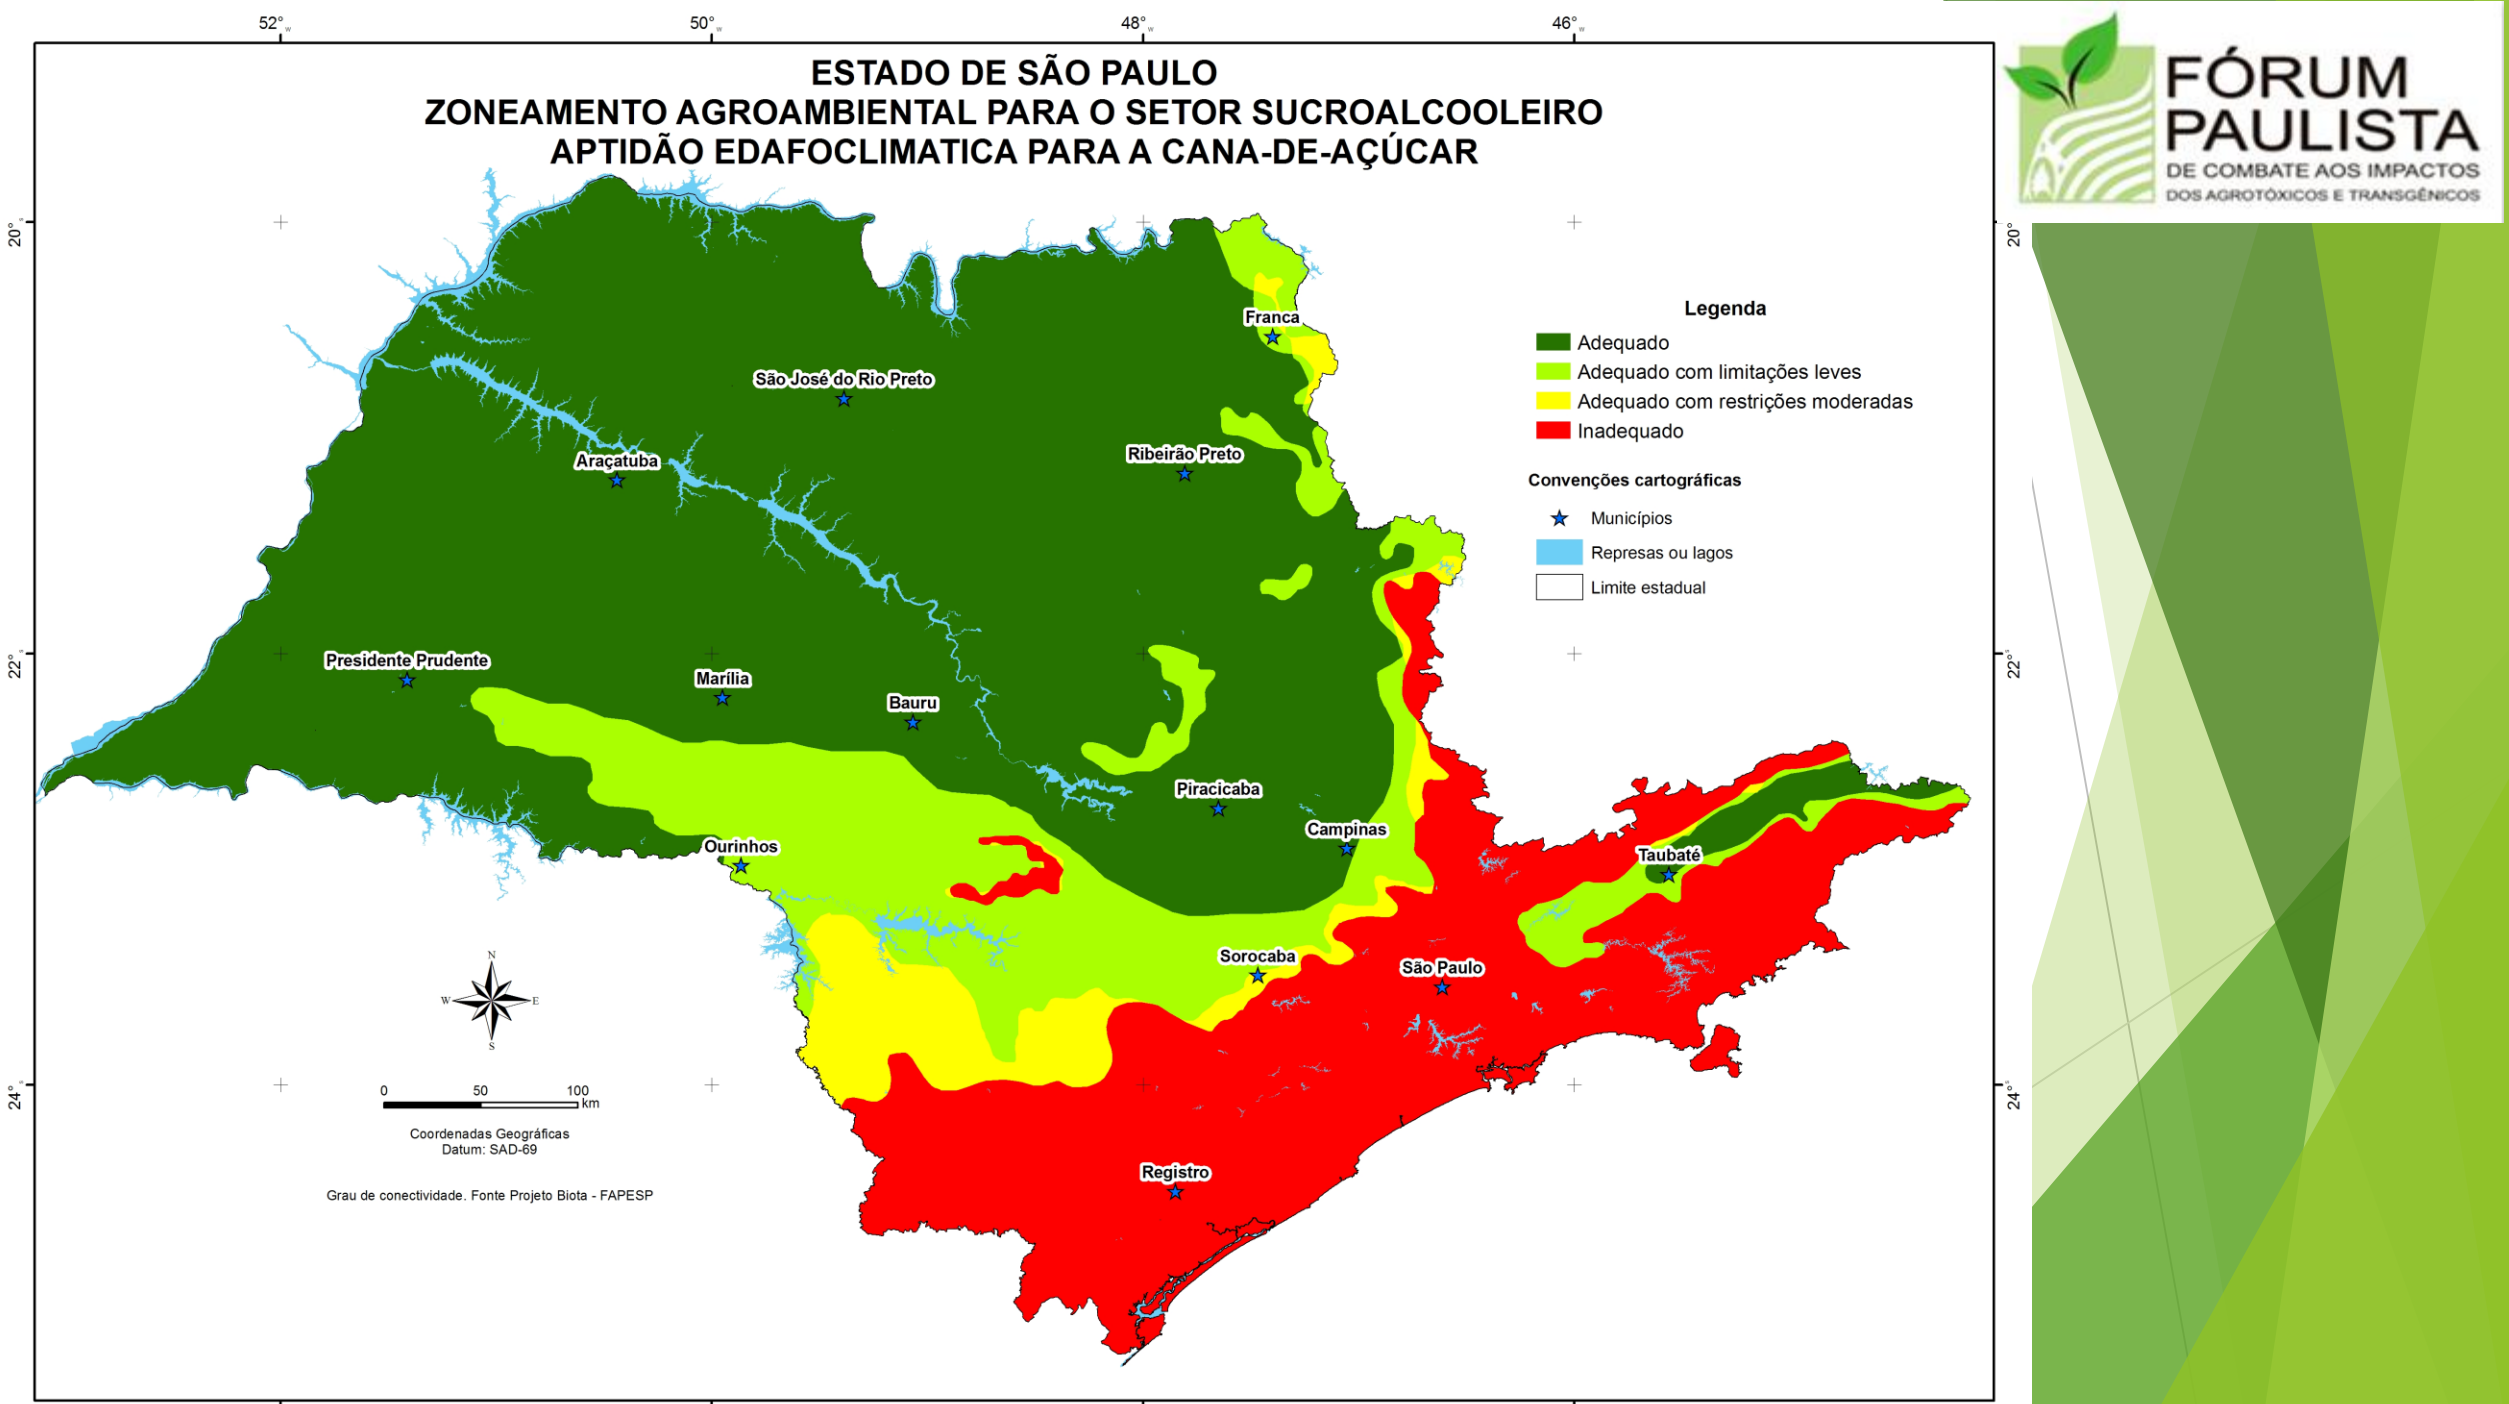 52° w 50° w 48° w 46° w
ESTADO DE SÃO PAULO
ZONEAMENTO AGROAMBIENTAL PARA O SETOR SUCROALCOOLEIRO
APTIDÃO EDAFOCLIMATICA PARA A CANA-DE-AÇÚCAR
FÓRUM
PAULISTA
DE COMBATE AOS IMPACTOS
DOS AGROTÓXICOS E TRANSGÊNICOS
20° s
20° s
Franca
São José do Rio Preto
Ribeirão Preto
Araçatuba
Legenda
Adequado
Adequado com limitações leves
Adequado com restrições moderadas
Inadequado
Convenções cartográficas
Municípios
Represas ou lagos
Limite estadual
22° s
22° s
Presidente Prudente
Marília
Bauru
Piracicaba
Campinas
Ourinhos
Taubaté
Sorocaba
São Paulo
N
W E
S
24° s
24° s
0 50 100
km
Coordenadas Geográficas
Datum: SAD-69
Registro
Grau de conectividade. Fonte Projeto Biota - FAPESP